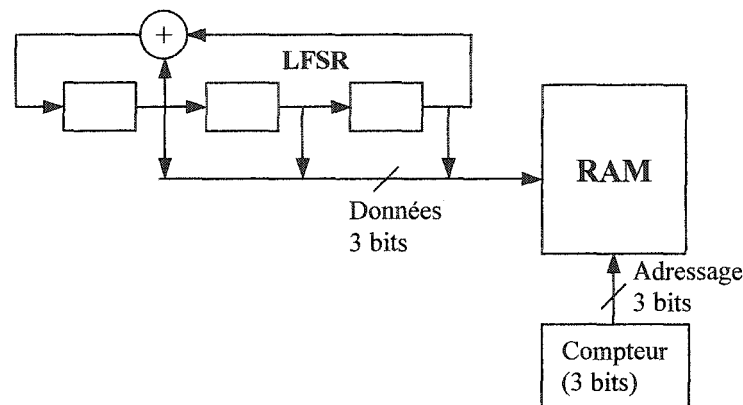 +
LFSR
RAM
Données
3 bits
Adressage
3 bits
Compteur
(3 bits)